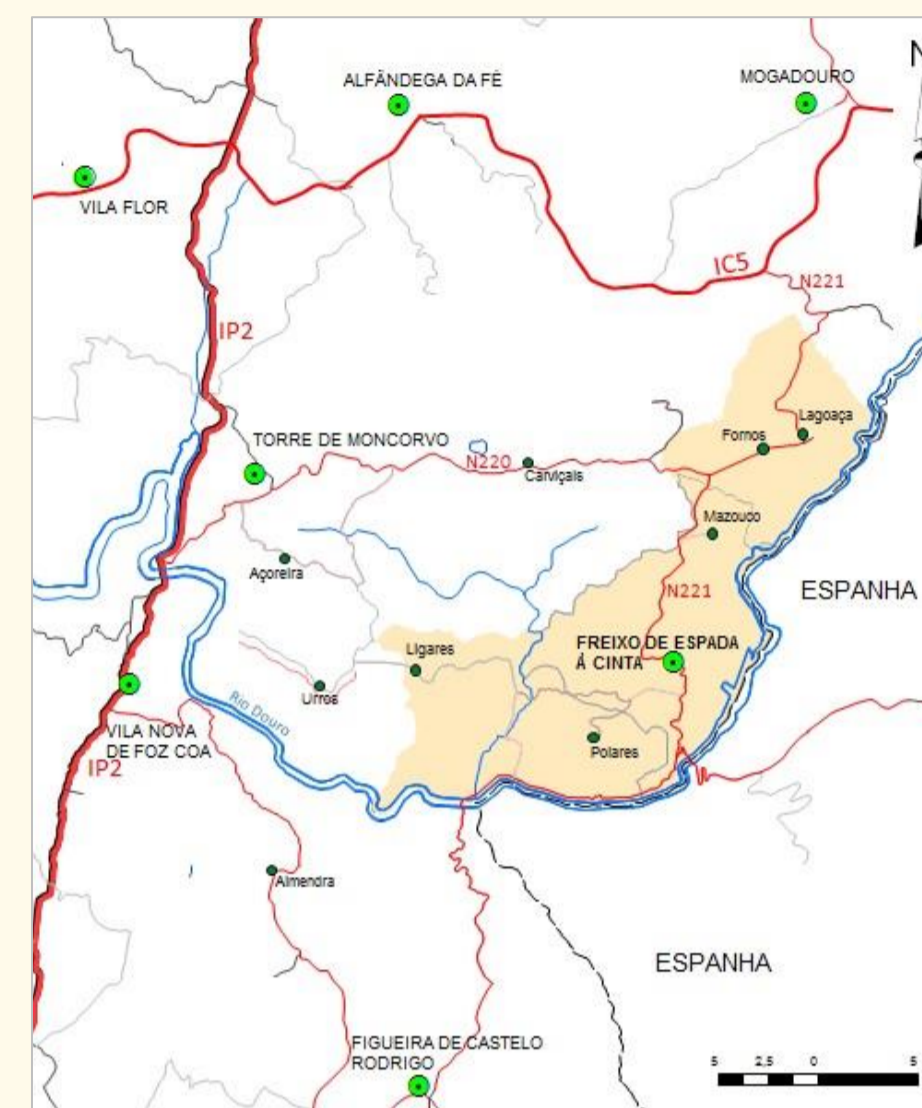 N
ALFÂNDEGA DA FÉ
MOGADOURO
VILA FLOR
IC5
N221
IP2
Lagoaça
Fornos
TORRE DE MONCORVO
N220
Carviçais
Mazouco
Açoreira
N221
ESPANHA
FREIXO DE ESPADA
Á CINTA
Ligares
Urros
Rio Douro
Polares
VILA NOVA
DE FOZ COA
IP2
Almendra
ESPANHA
FIGUEIRA DE CASTELO
RODRIGO
5 2,5 0 5